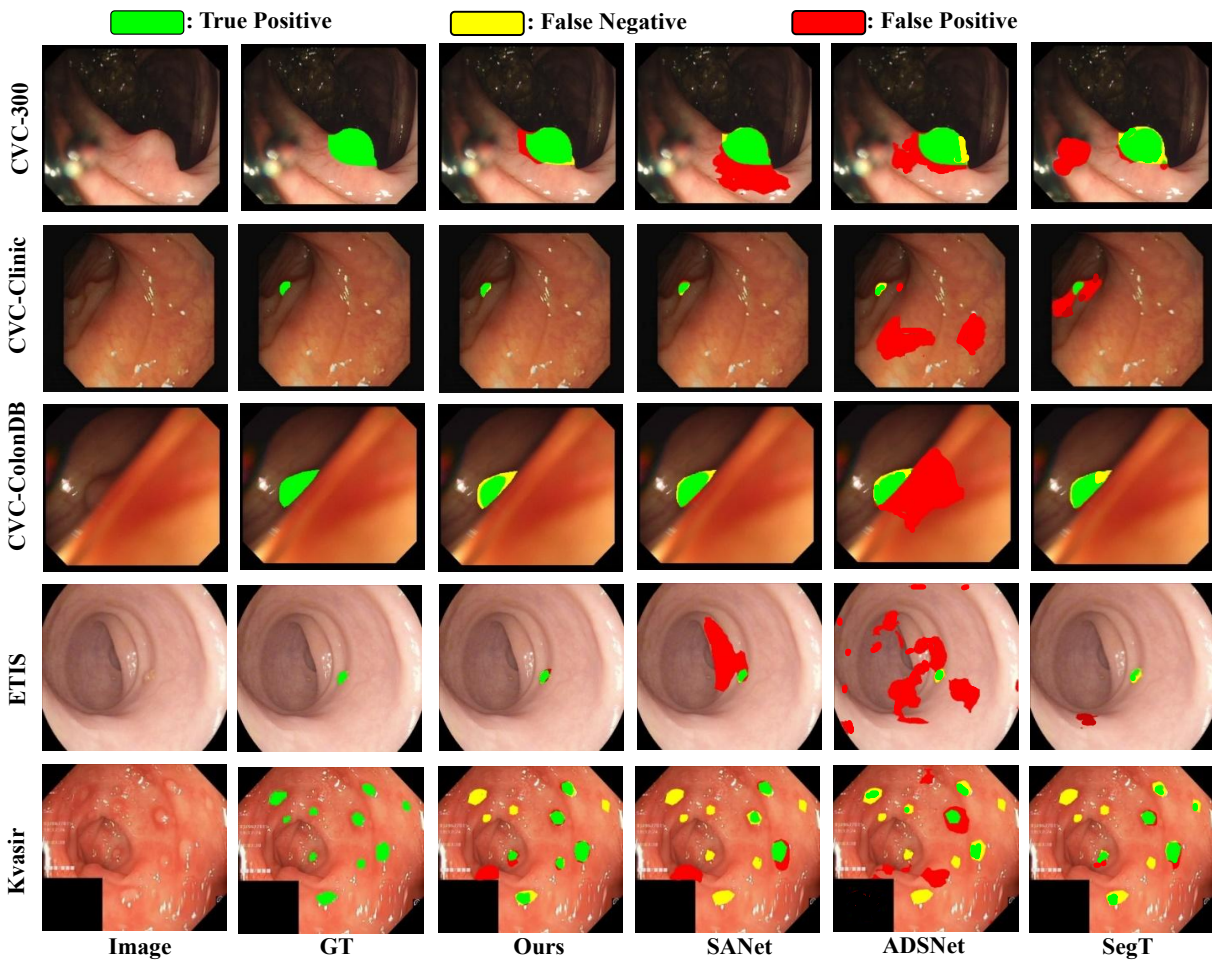 : True Positive : False Negative : False Positive
CVC-300
CVC-Clinic
CVC-ColonDB
ETIS
Kvasir
Image GT Ours SANet ADSNet SegT